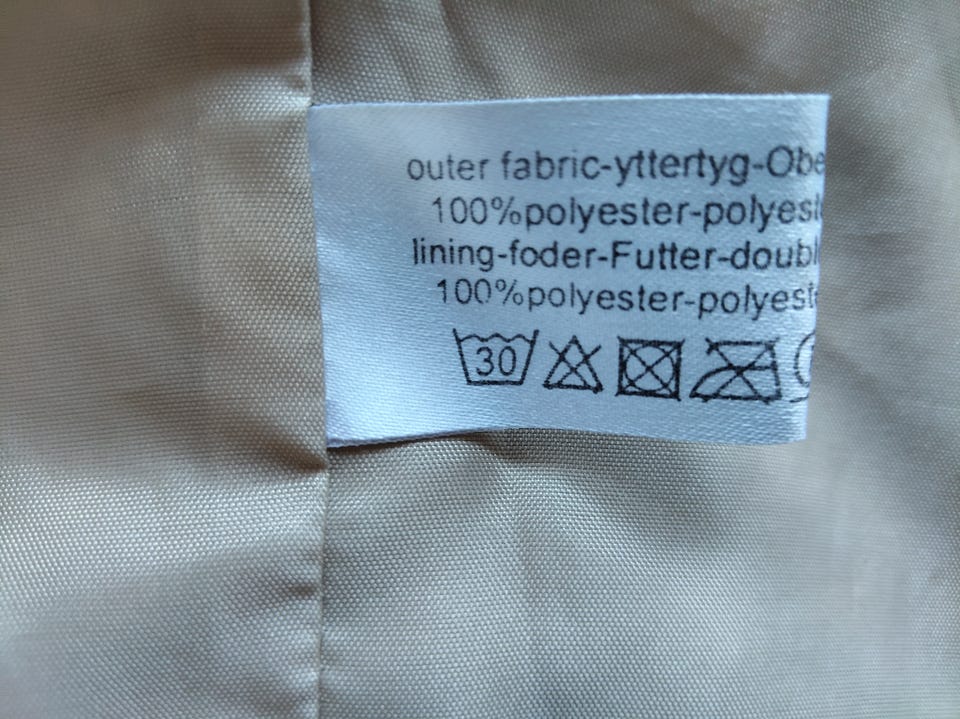 outer fabric-yttertyg-Obe
100%polyester-polyest
lining-foder-Futter-doubl
100%polyester-polyest
30